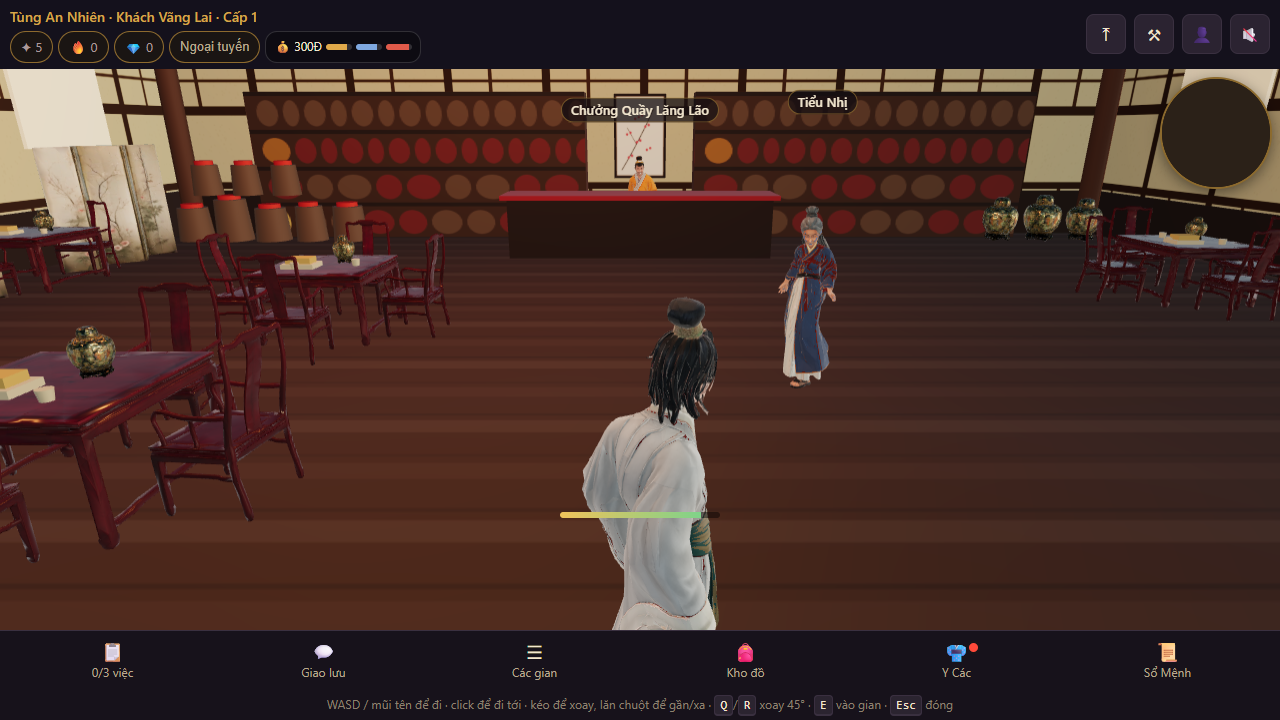 Tùng An Nhiên · Khách Vãng Lai · Cấp 1
5 0 0 Ngoại tuyến 300Đ
Chưởng Quầy Lăng Lão
Tiểu Nhị
0/3 việc Giao lưu Các gian Kho đồ Y Các Sổ Mệnh
WASD / mũi tên để đi · click để đi tới · kéo để xoay, lăn chuột để gần/xa · Q / R xoay 45° · E vào gian · Esc đóng